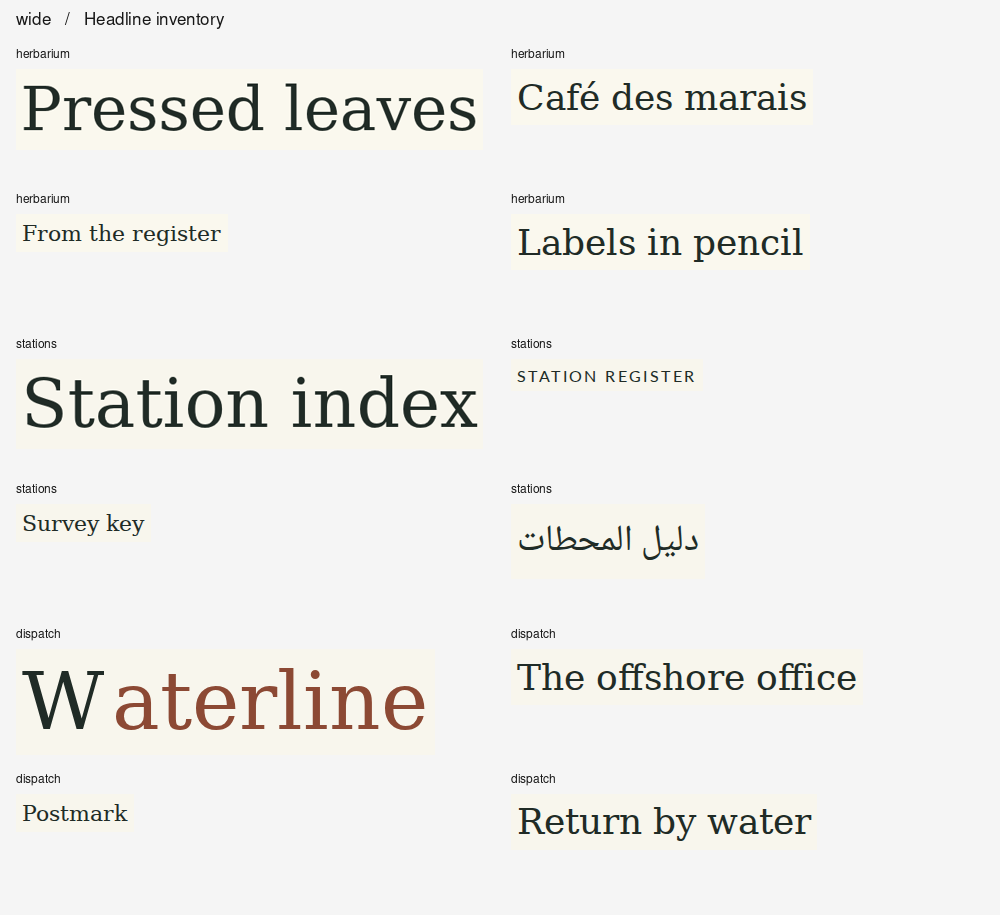 wide / Headline inventory
herbarium
Pressed leaves
herbarium
Café des marais
herbarium
From the register
herbarium
Labels in pencil
stations
Station index
stations
STATION REGISTER
stations
Survey key
stations
دليل المحطات
dispatch
Waterline
dispatch
The offshore office
dispatch
Postmark
dispatch
Return by water